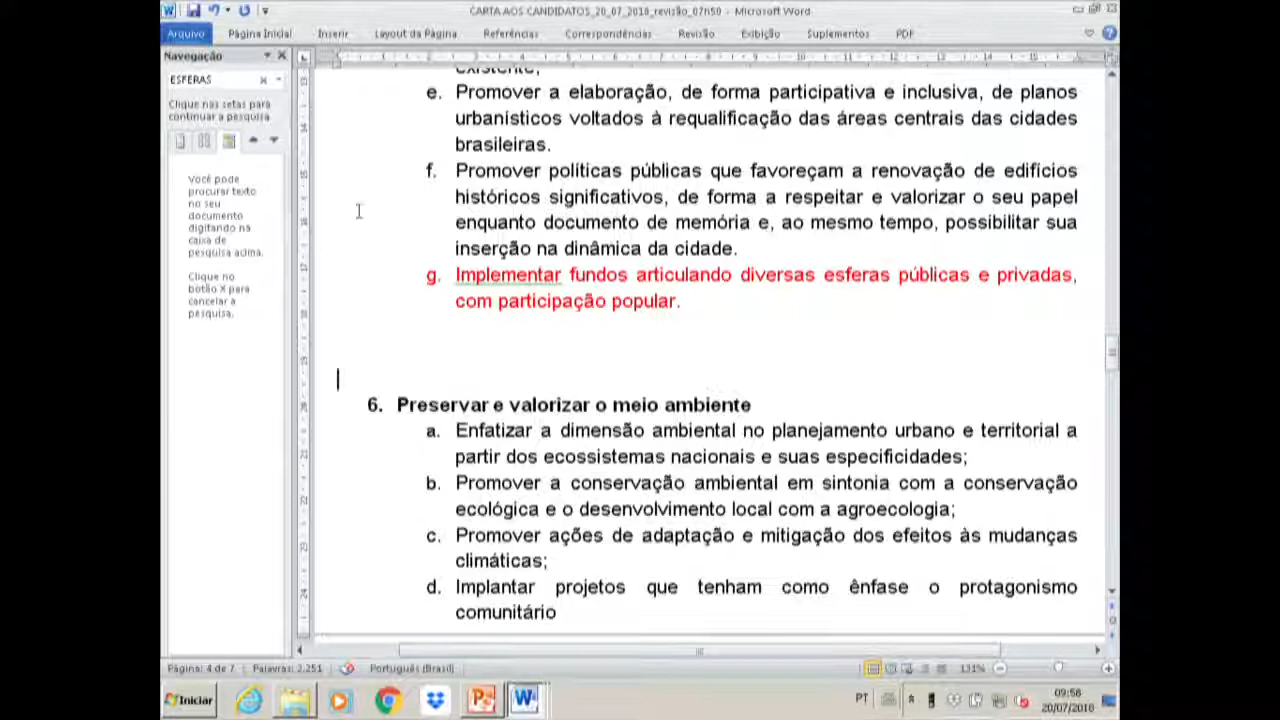 CARTA AOS CANDIDATOS_20_07_2018_revisão_07h59 - Microsoft Word
Arquivo Página Inicial Inserir Layout da Página Referências Correspondências Revisão Exibição Suplementos PDF
Navegação
ESFERAS
Clique nas setas para
continuar a pesquisa
Você pode
procurar texto
no seu
documento
digitando na
caixa de
pesquisa acima.
Clique no
botão X para
cancelar a
pesquisa.
existente;
e. Promover a elaboração, de forma participativa e inclusiva, de planos
urbanísticos voltados à requalificação das áreas centrais das cidades
brasileiras.
f. Promover políticas públicas que favoreçam a renovação de edifícios
históricos significativos, de forma a respeitar e valorizar o seu papel
enquanto documento de memória e, ao mesmo tempo, possibilitar sua
inserção na dinâmica da cidade.
g. Implementar fundos articulando diversas esferas públicas e privadas,
com participação popular.
6. Preservar e valorizar o meio ambiente
a. Enfatizar a dimensão ambiental no planejamento urbano e territorial a
partir dos ecossistemas nacionais e suas especificidades;
b. Promover a conservação ambiental em sintonia com a conservação
ecológica e o desenvolvimento local com a agroecologia;
c. Promover ações de adaptação e mitigação dos efeitos às mudanças
climáticas;
d. Implantar projetos que tenham como ênfase o protagonismo
comunitário
Página: 4 de 7 Palavras: 2.251 Português (Brasil) 131%
Iniciar PT 09:56
20/07/2018